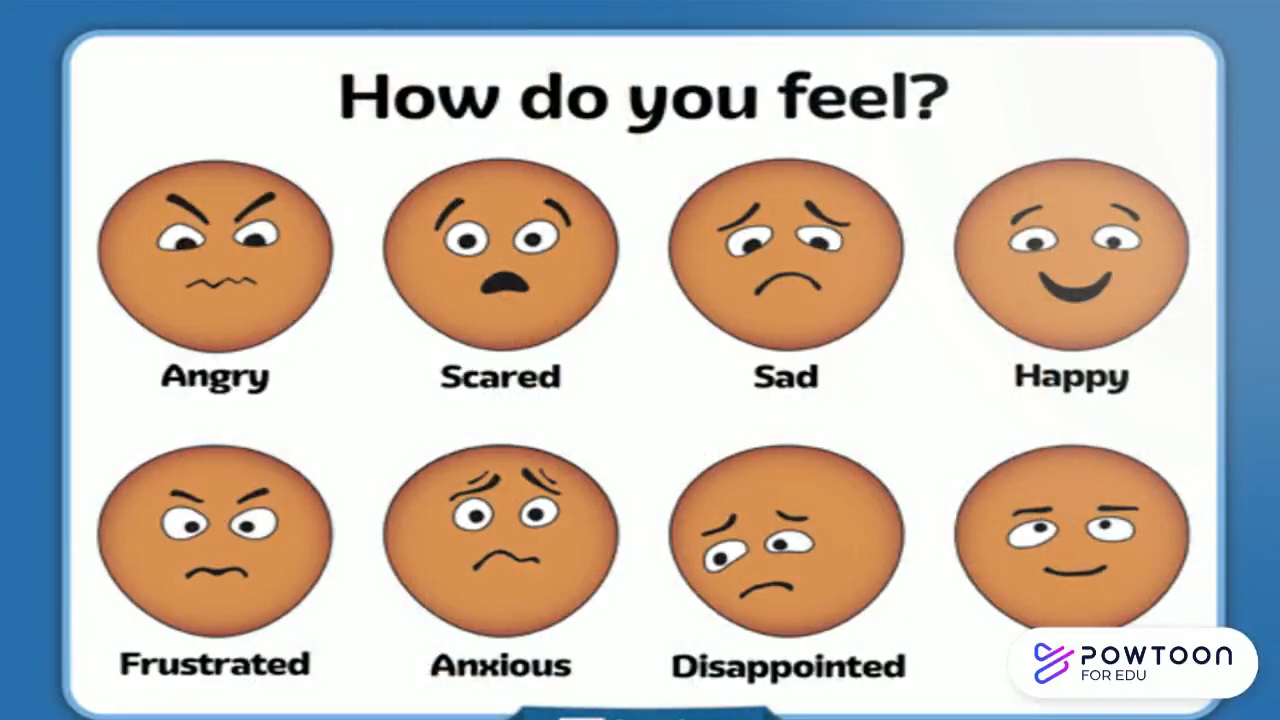 How do you feel?
Angry
Scared
Sad
Happy
Frustrated
Anxious
Disappointed
POWTOON
FOR EDU